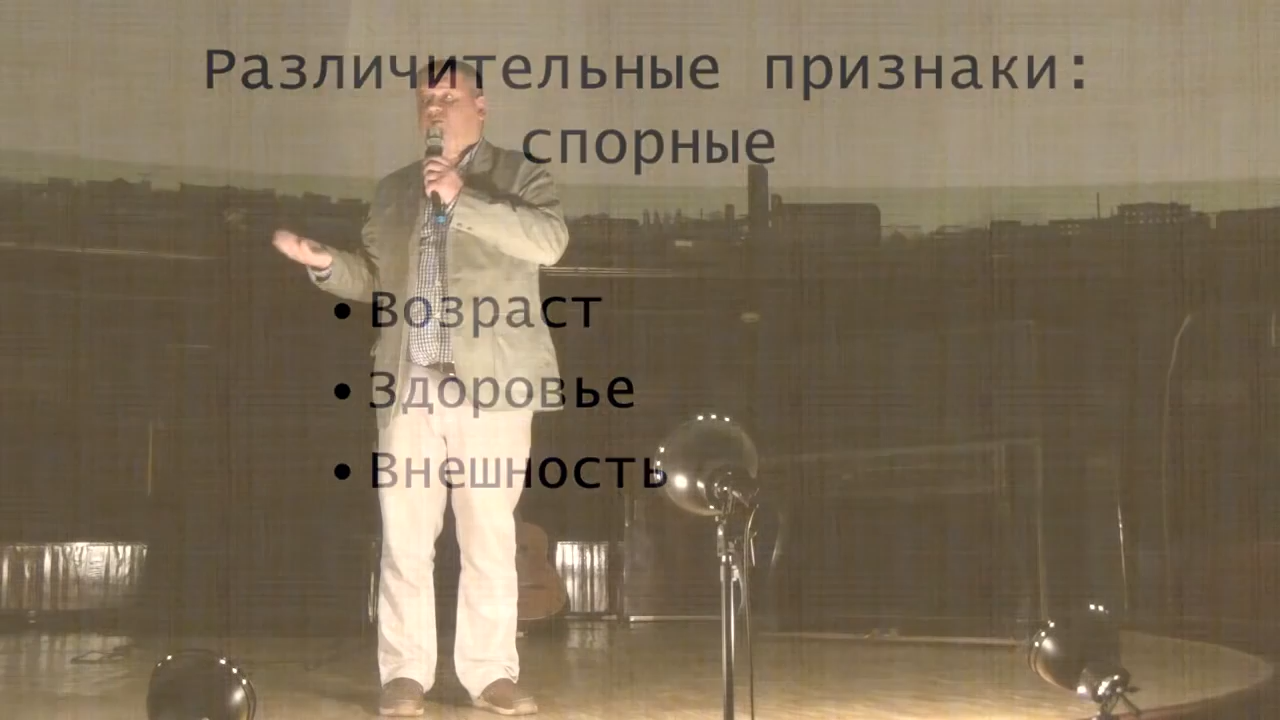 Различительные признаки:
спорные
• Возраст
• Здоровье
• Внешность